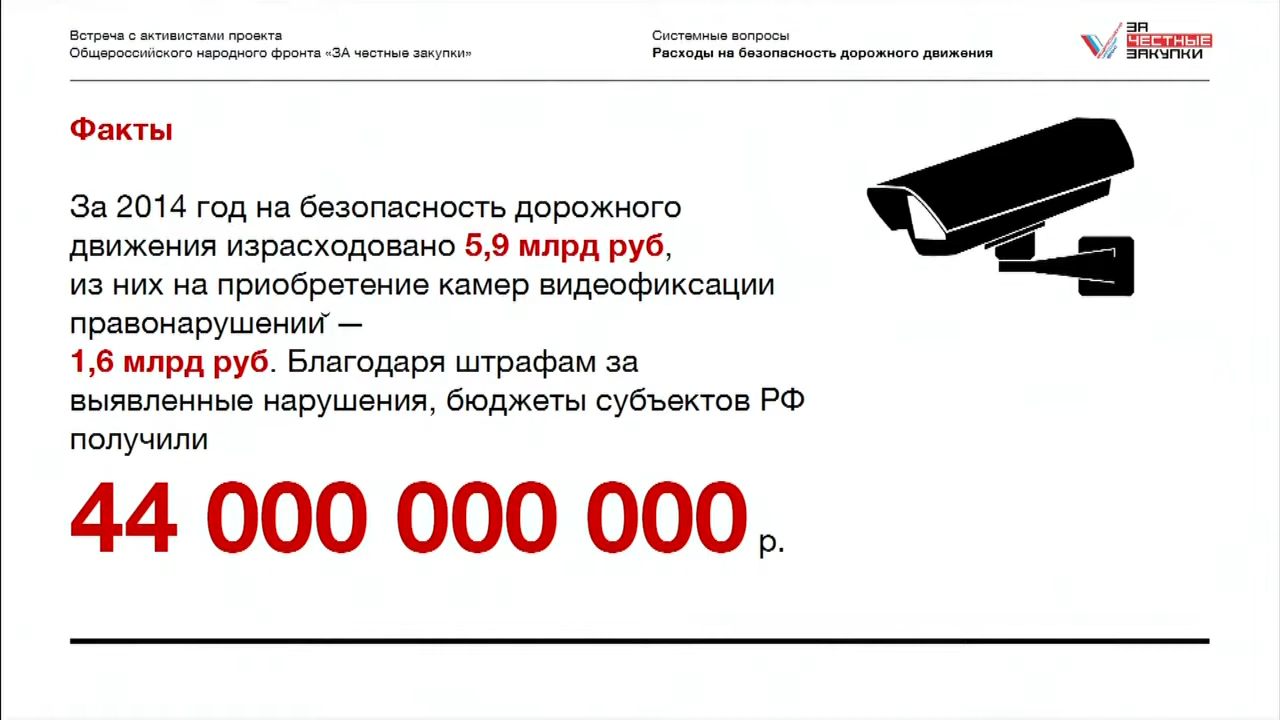 Встреча с активистами проекта
Общероссийского народного фронта «ЗА честные закупки»
Системные вопросы
Расходы на безопасность дорожного движения
ЗА
ЧЕСТНЫЕ
ЗАКУПКИ
Факты
За 2014 год на безопасность дорожного
движения израсходовано 5,9 млрд руб,
из них на приобретение камер видеофиксации
правонарушений —
1,6 млрд руб. Благодаря штрафам за
выявленные нарушения, бюджеты субъектов РФ
получили
44 000 000 000 р.